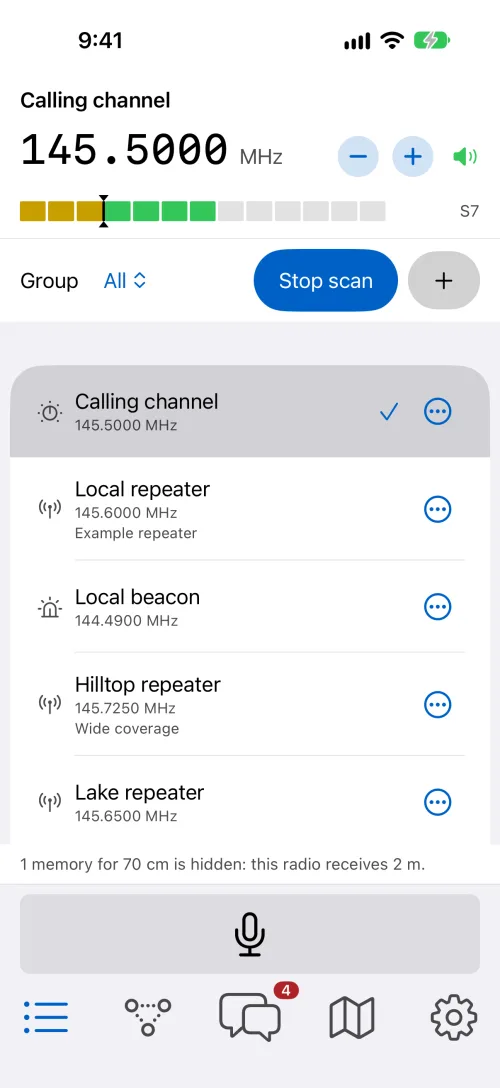 9:41
Calling channel
145.5000 MHz
S7
Group All Stop scan
Calling channel
145.5000 MHz
Local repeater
145.6000 MHz
Example repeater
Local beacon
144.4900 MHz
Hilltop repeater
145.7250 MHz
Wide coverage
Lake repeater
145.6500 MHz
1 memory for 70 cm is hidden: this radio receives 2 m.
4